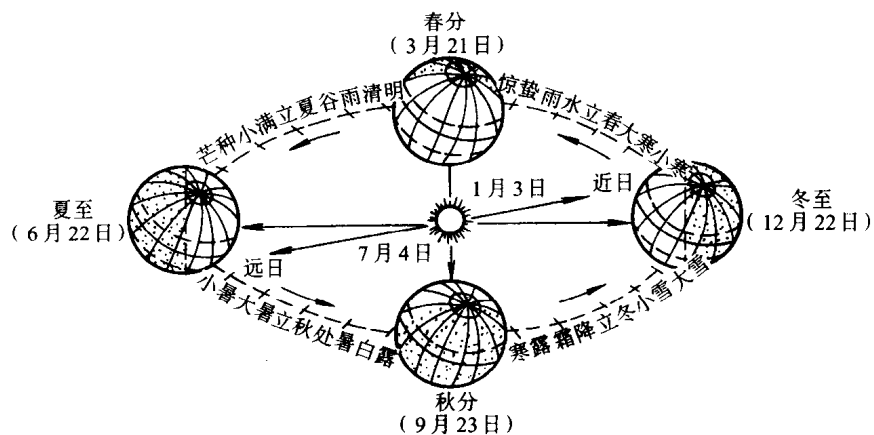 春分
(3月21日)
芒种小满立夏谷雨清明
惊蛰雨水立春大寒小寒
1月3日
近日
夏至
(6月22日)
冬至
(12月22日)
7月4日
远日
小暑大暑立秋处暑白露
寒露霜降立冬小雪大雪
秋分
(9月23日)